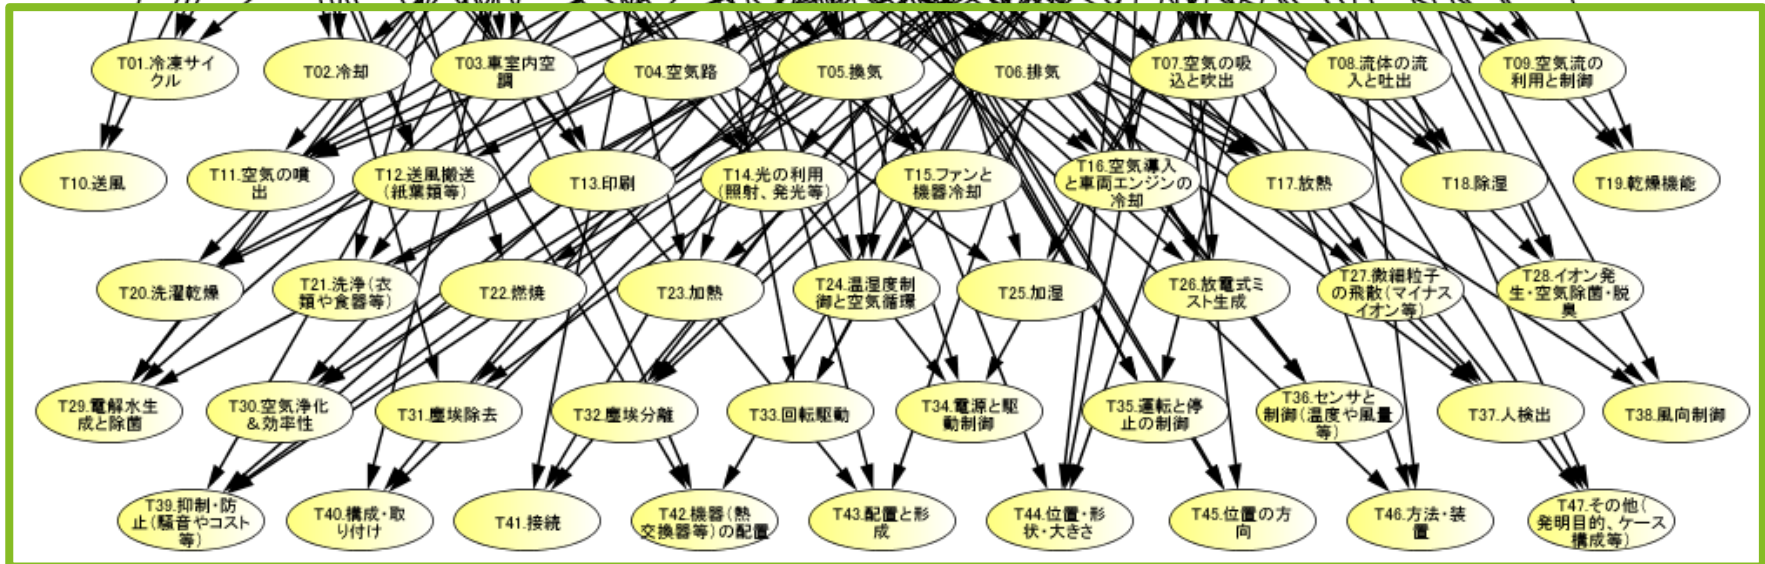 T01.冷凍サイ
クル
T02.冷却
T03.車室内空
調
T04.空気路
T05.換気
T06.排気
T07.空気の吸
込と吹出
T08.流体の流
入と吐出
T09.空気流の
利用と制御
T10.送風
T11.空気の噴
出
T12.送風搬送
(紙葉類等)
T13.印刷
T14.光の利用
(照射、発光等)
T15.ファンと
機器冷却
T16.空気導入
と車両エンジンの
冷却
T17.放熱
T18.除湿
T19.乾燥機能
T20.洗濯乾燥
T21.洗浄(衣
類や食器等)
T22.燃焼
T23.加熱
T24.温湿度制
御と空気循環
T25.加湿
T26.放電式ミ
スト生成
T27.微細粒子
の飛散(マイナス
イオン等)
T28.イオン発
生・空気除菌・脱
臭
T29.電解水生
成と除菌
T30.空気浄化
&効率性
T31.塵埃除去
T32.塵埃分離
T33.回転駆動
T34.電源と駆
動制御
T35.運転と停
止の制御
T36.センサと
制御(温度や風量
等)
T37.人検出
T38.風向制御
T39.抑制・防
止(騒音やコスト
等)
T40.構成・取
り付け
T41.接続
T42.機器(熱
交換器等)の配置
T43.配置と形
成
T44.位置・形
状・大きさ
T45.位置の方
向
T46.方法・装
置
T47.その他(
発明目的、ケース
構成等)